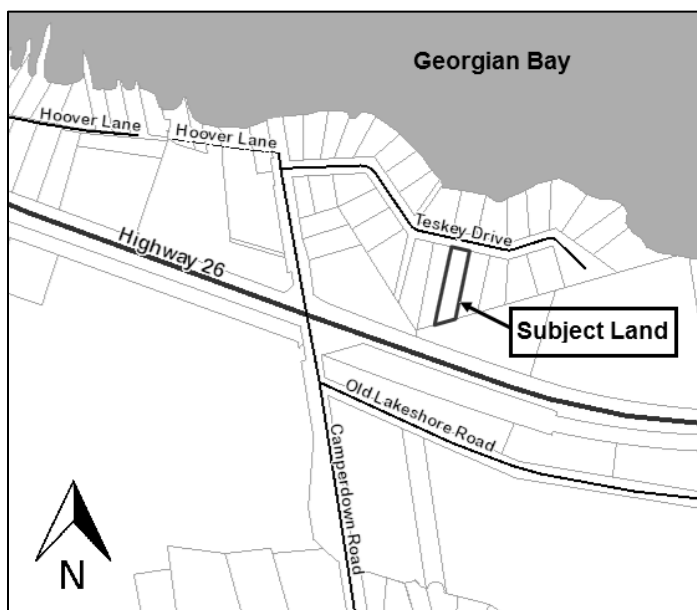 Georgian Bay
Hoover Lane
Hoover Lane
Teskey Drive
Highway 26
Subject Land
Old Lakeshore Road
Camperdown Road
N